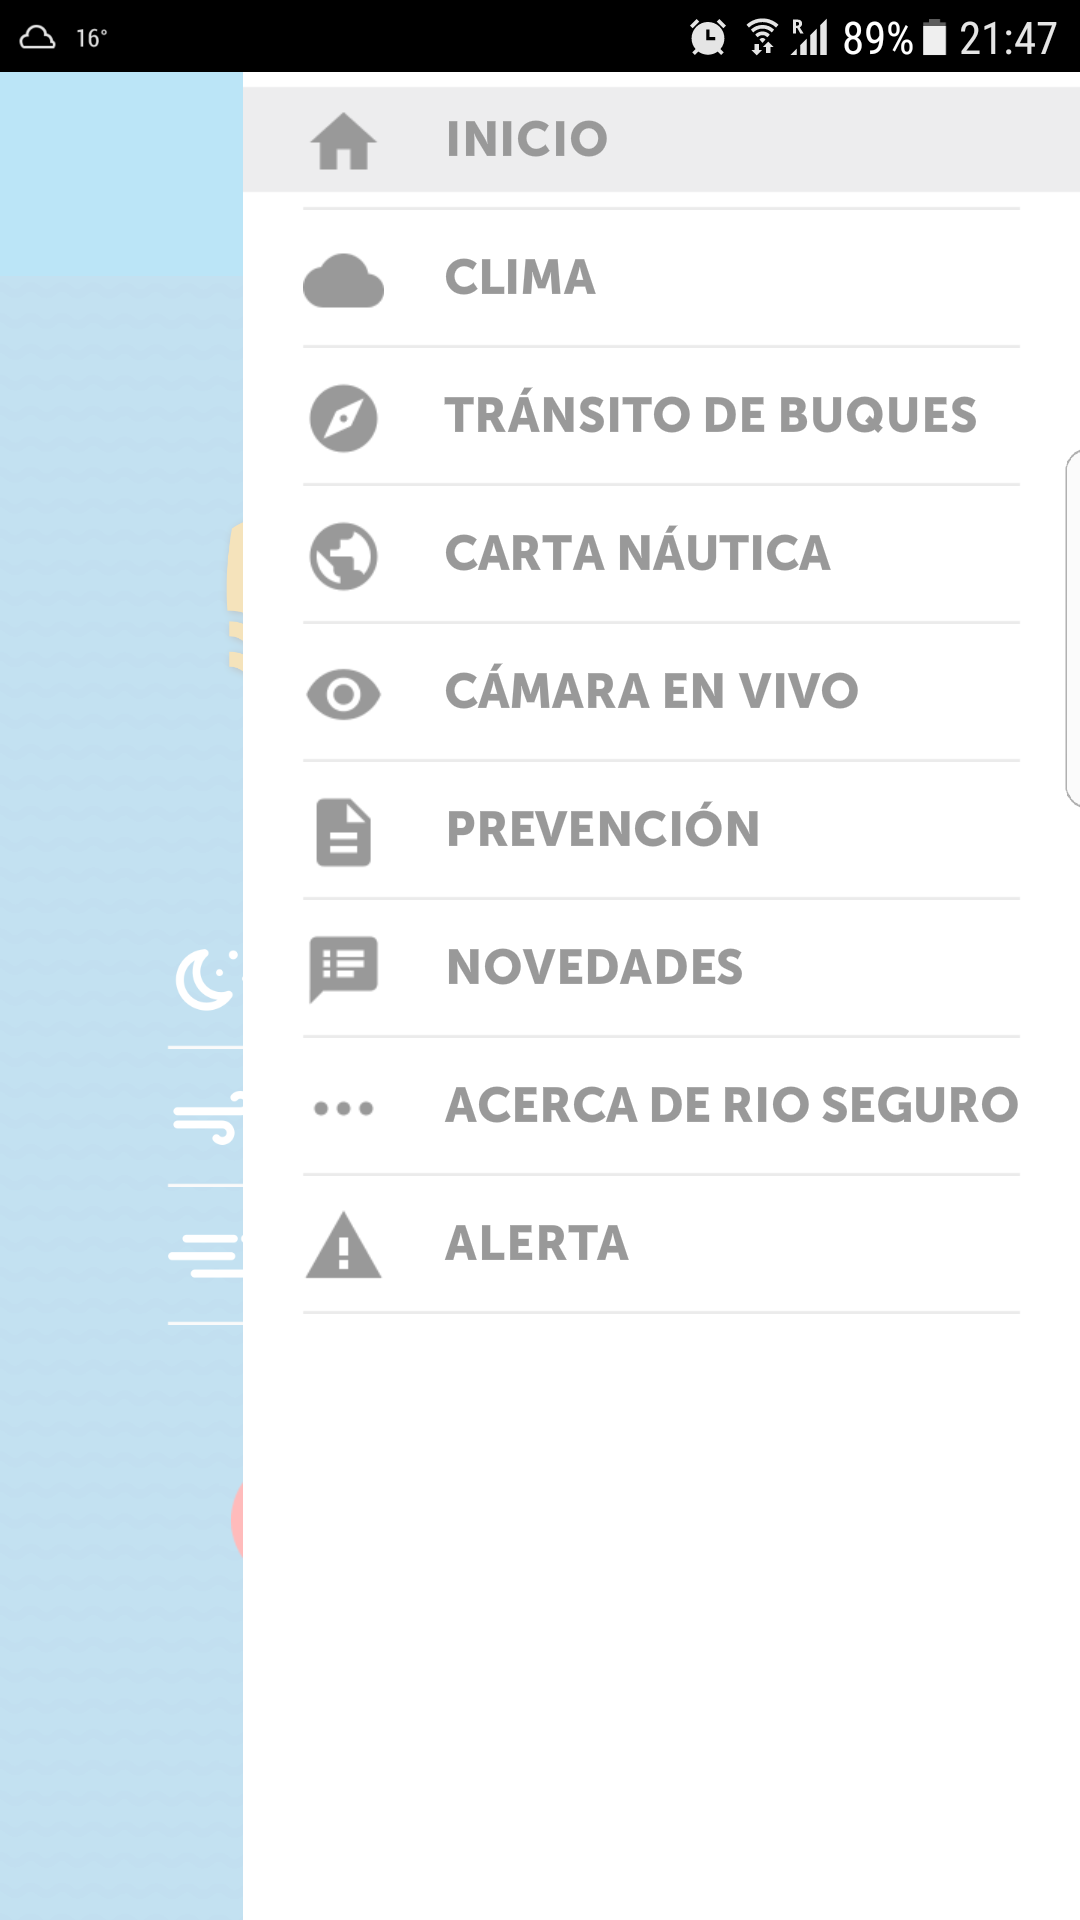 16° R 89% 21:47
INICIO
CLIMA
TRÁNSITO DE BUQUES
CARTA NÁUTICA
CÁMARA EN VIVO
PREVENCIÓN
NOVEDADES
ACERCA DE RIO SEGURO
ALERTA